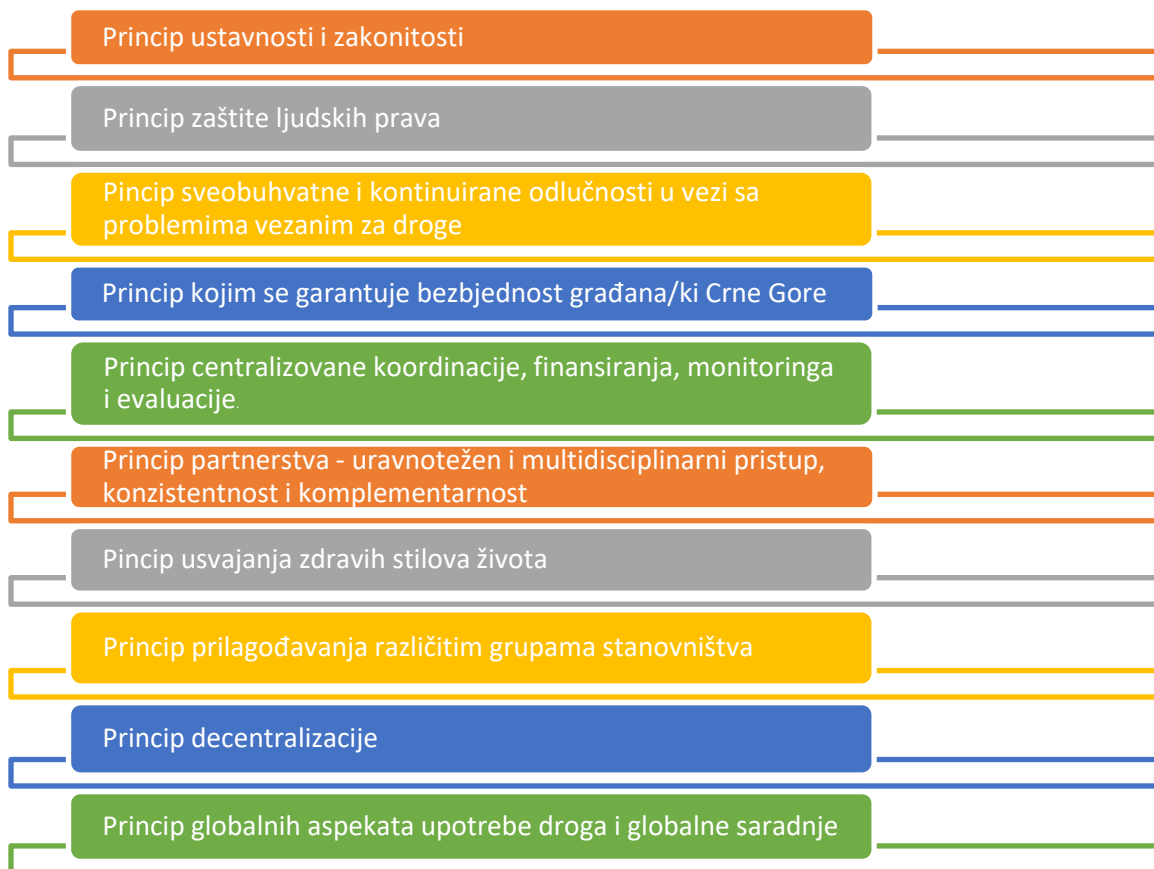 Princip ustavnosti i zakonitosti
Princip zaštite ljudskih prava
Pincip sveobuhvatne i kontinuirane odlučnosti u vezi sa
problemima vezanim za droge
Princip kojim se garantuje bezbjednost građana/ki Crne Gore
Princip centralizovane koordinacije, finansiranja, monitoringa
i evaluacije.
Princip partnerstva - uravnotežen i multidisciplinarni pristup,
konzistentnost i komplementarnost
Pincip usvajanja zdravih stilova života
Princip prilagođavanja različitim grupama stanovništva
Princip decentralizacije
Princip globalnih aspekata upotrebe droga i globalne saradnje